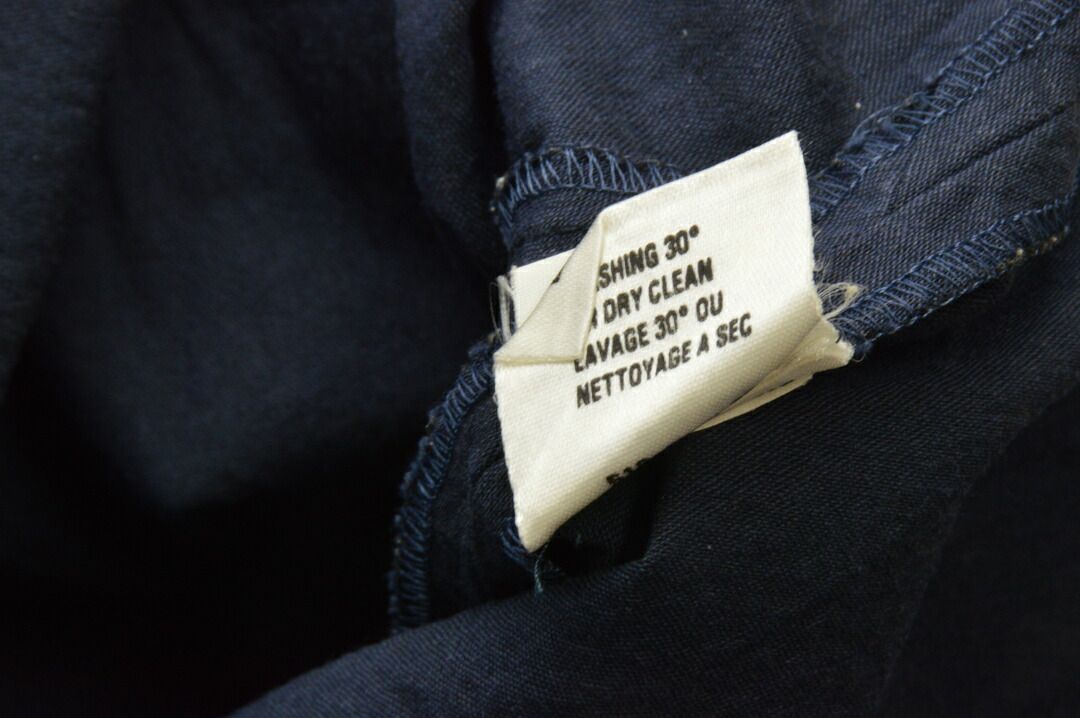 SHING 30°
DRY CLEAN
LAVAGE 30° OU
NETTOYAGE A SEC